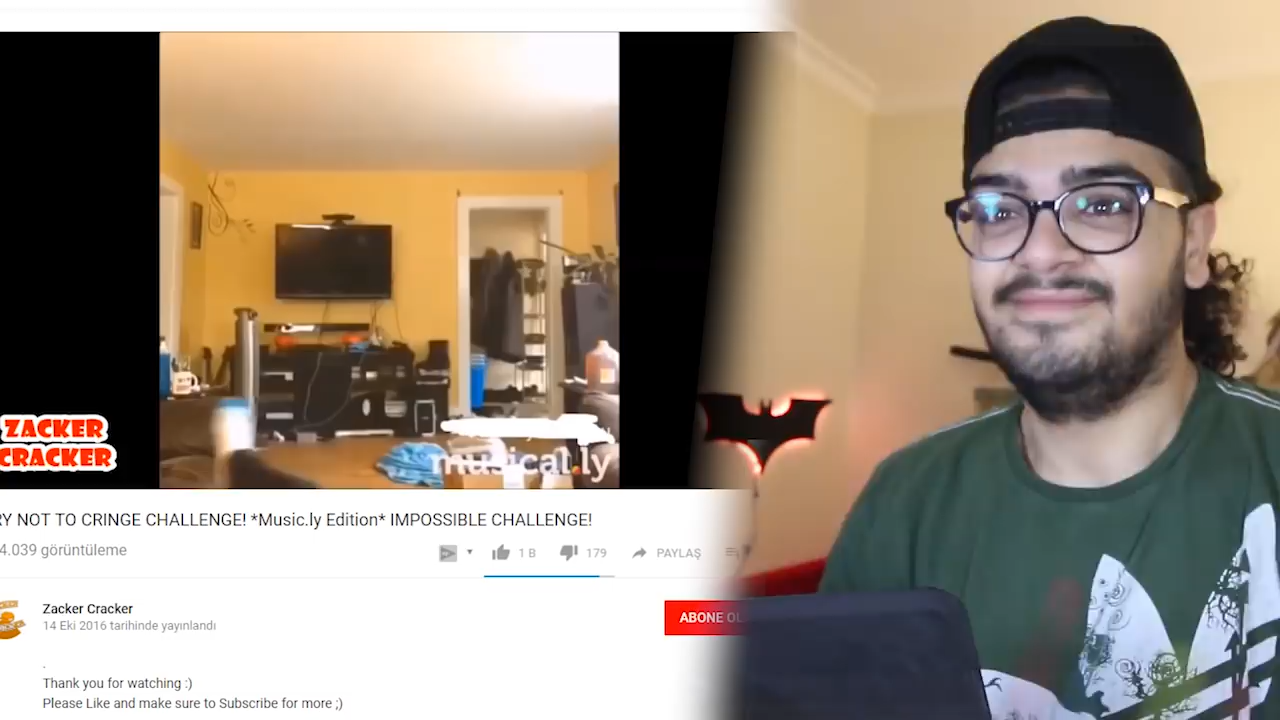 ZACKER
CRACKER
musical.ly
RY NOT TO CRINGE CHALLENGE! *Music.ly Edition* IMPOSSIBLE CHALLENGE!
4.039 görüntüleme
1 B
179
PAYLAŞ
Zacker Cracker
14 Eki 2016 tarihinde yayınlandı
ABONE OL
.
Thank you for watching :)
Please Like and make sure to Subscribe for more ;)